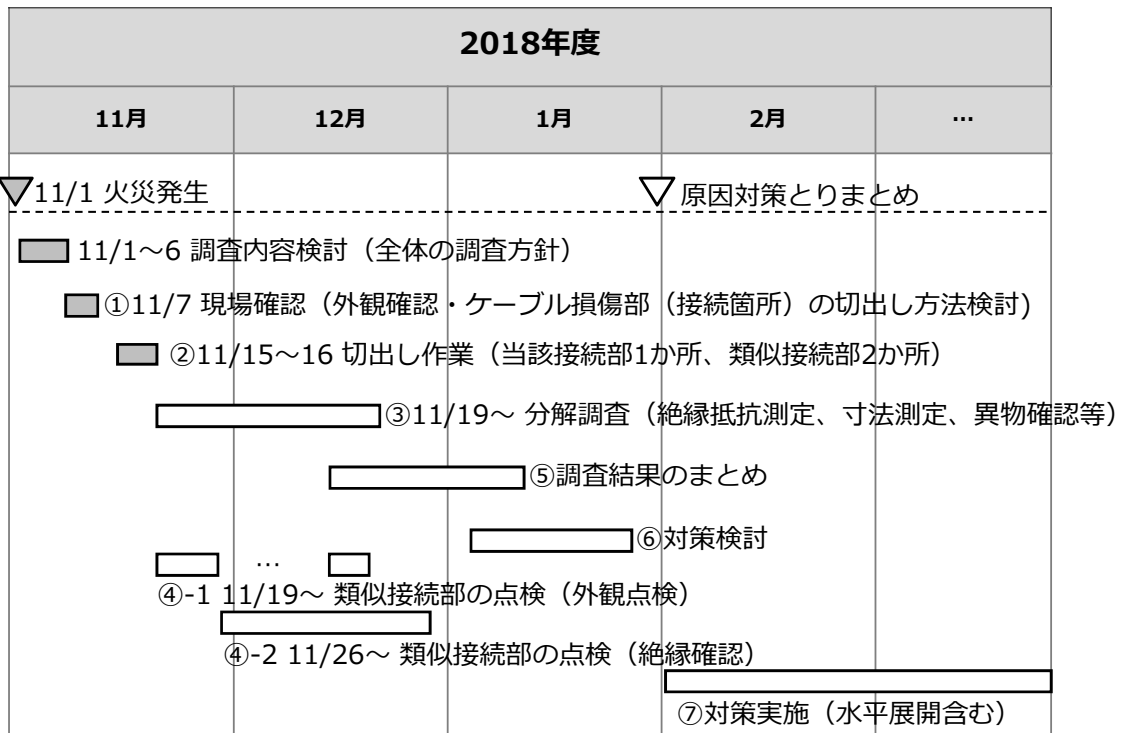 2018年度
11月
12月
1月
2月
…
11/1 火災発生
原因対策とりまとめ
11/1～6 調査内容検討（全体の調査方針）
①11/7 現場確認（外観確認・ケーブル損傷部（接続箇所）の切出し方法検討)
②11/15～16 切出し作業（当該接続部1か所、類似接続部2か所）
③11/19～ 分解調査（絶縁抵抗測定、寸法測定、異物確認等）
⑤調査結果のまとめ
⑥対策検討
…
④-1 11/19～ 類似接続部の点検（外観点検）
④-2 11/26～ 類似接続部の点検（絶縁確認）
⑦対策実施（水平展開含む）